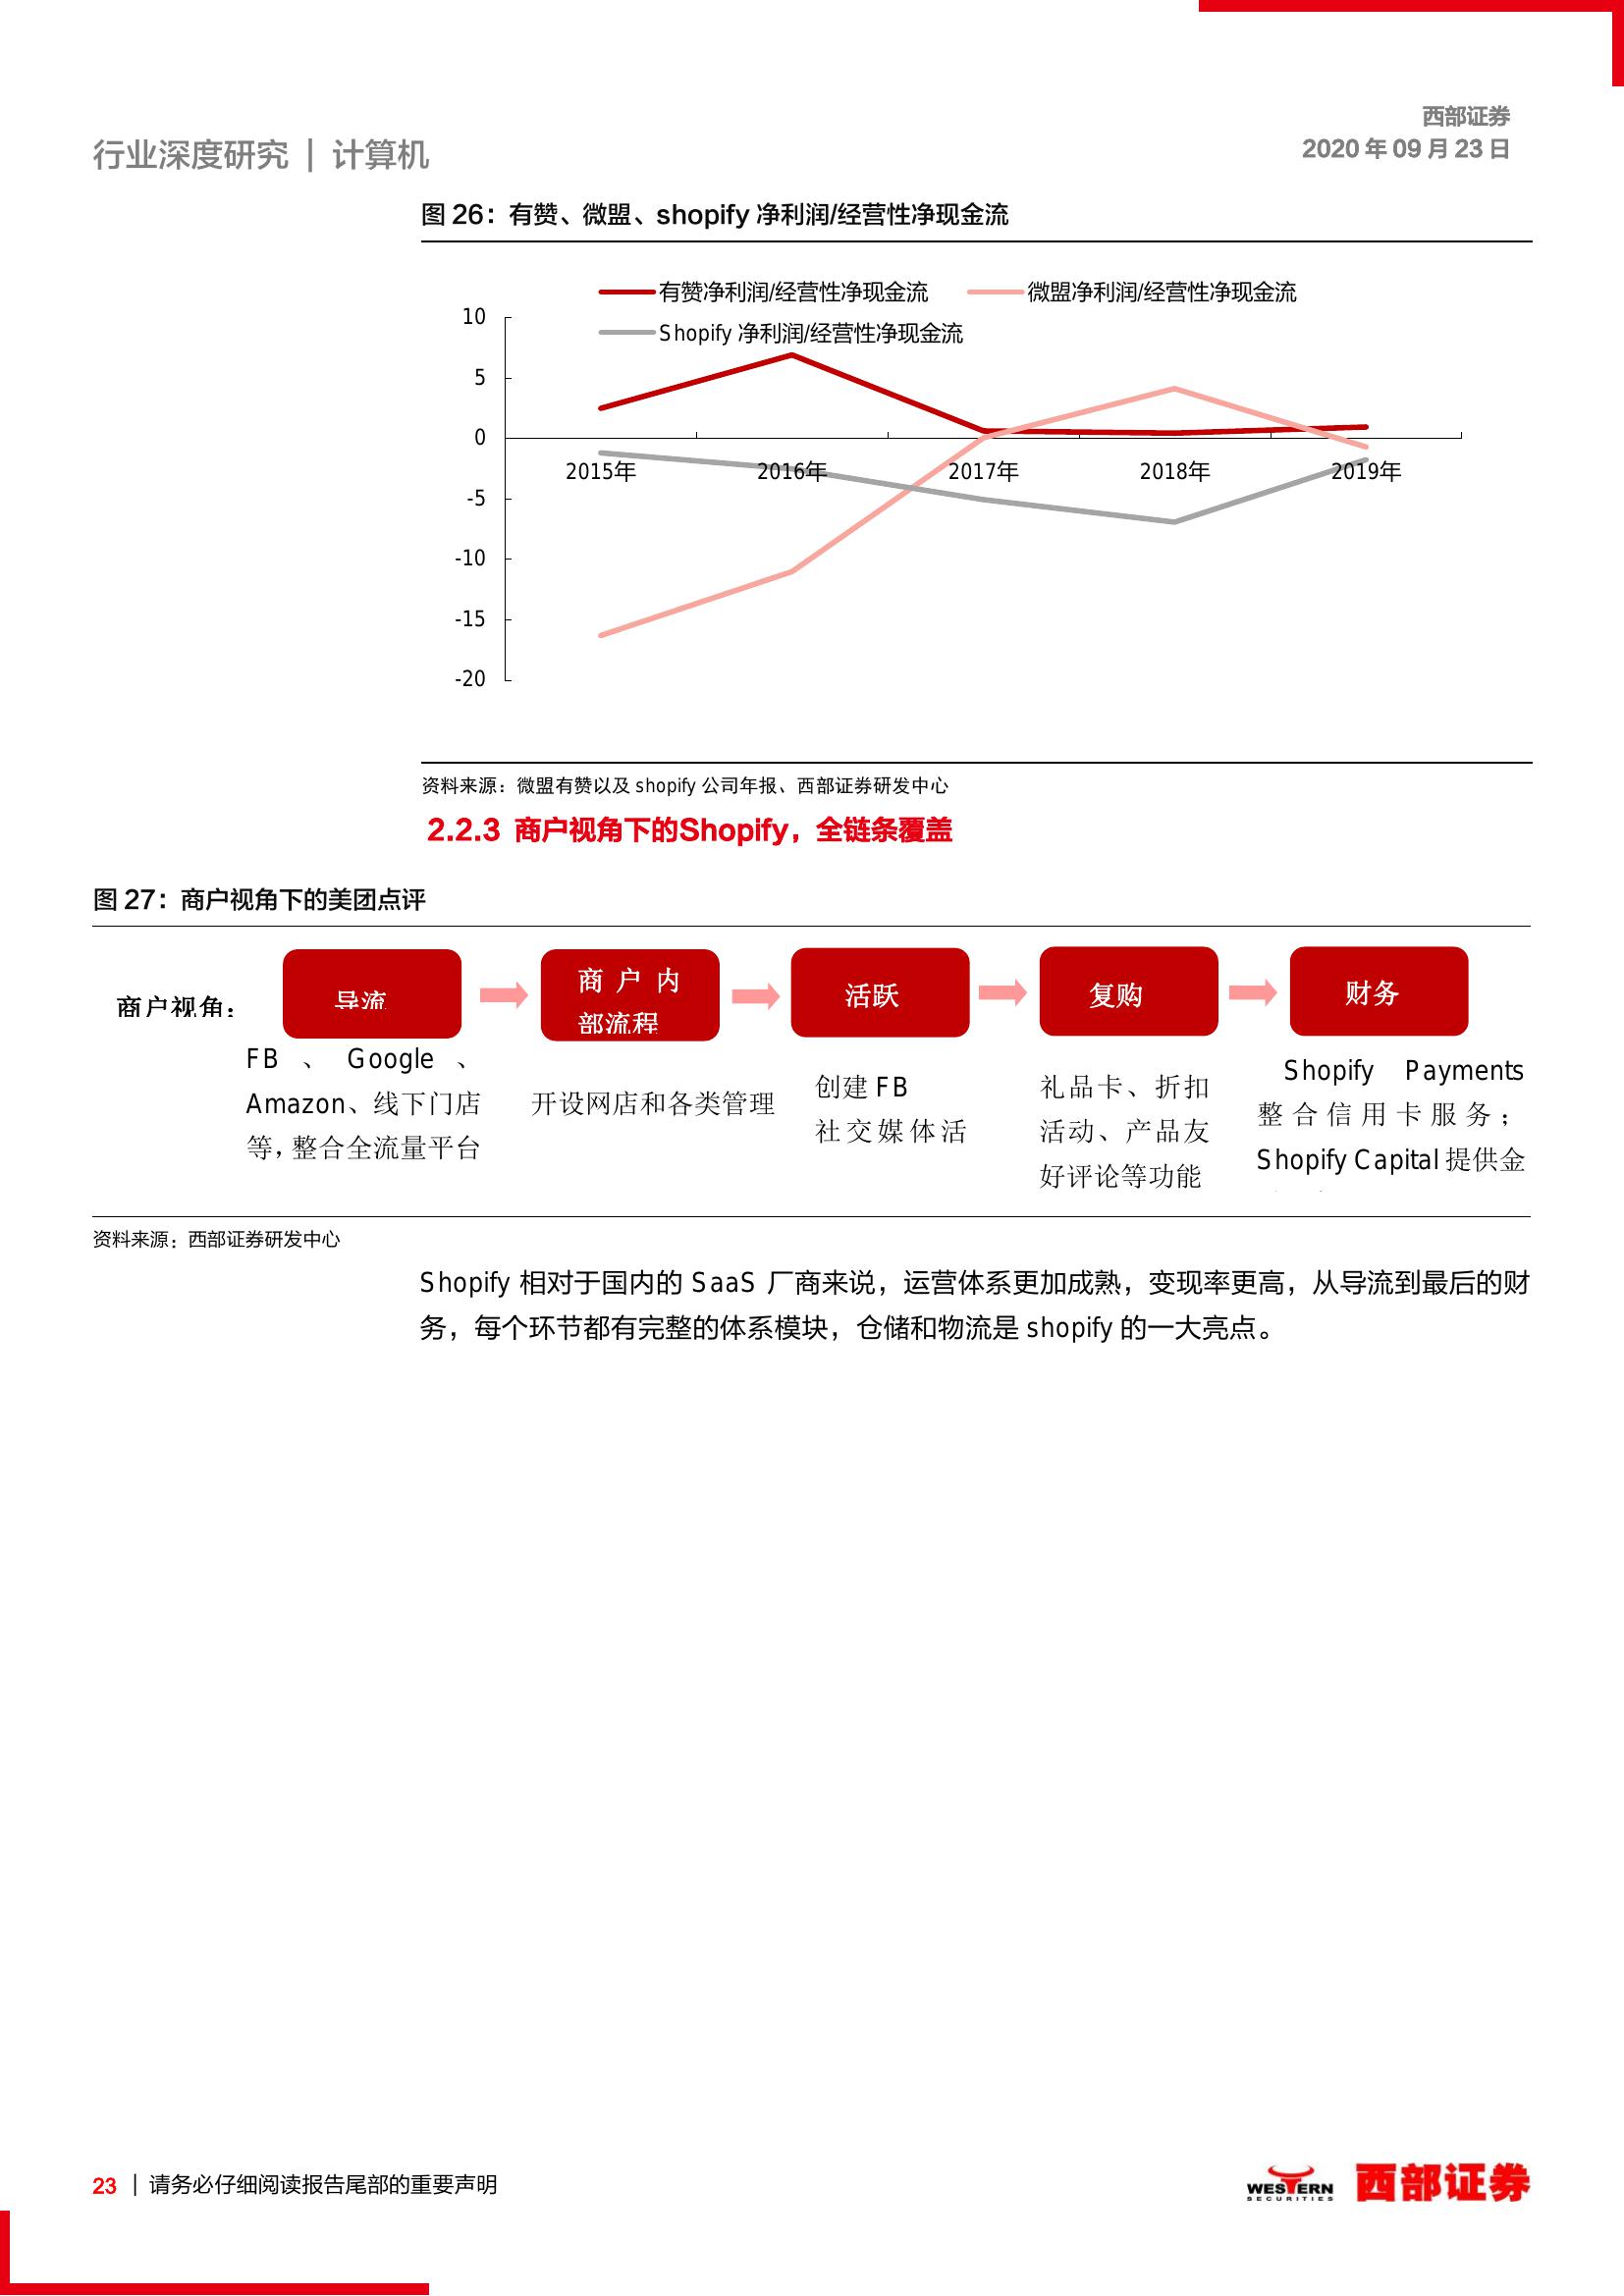 西部证券
行业深度研究 | 计算机
2020 年 09 月 23 日
图 26：有赞、微盟、shopify 净利润/经营性净现金流
有赞净利润/经营性净现金流
微盟净利润/经营性净现金流
Shopify 净利润/经营性净现金流
10
5
0
-5
-10
-15
-20
2015年
2016年
2017年
2018年
2019年
资料来源：微盟有赞以及 shopify 公司年报、西部证券研发中心
2.2.3 商户视角下的Shopify，全链条覆盖
图 27：商户视角下的美团点评
商户视角：
导流
商户内
部流程
活跃
复购
财务
FB、Google、
Amazon、线下门店
等，整合全流量平台
开设网店和各类管理
创建 FB
社交媒体活
礼品卡、折扣
活动、产品友
好评论等功能
Shopify Payments
整合信用卡服务；
Shopify Capital 提供金
资料来源：西部证券研发中心
Shopify 相对于国内的 SaaS 厂商来说，运营体系更加成熟，变现率更高，从导流到最后的财
务，每个环节都有完整的体系模块，仓储和物流是 shopify 的一大亮点。
23 | 请务必仔细阅读报告尾部的重要声明
WESTERN
SECURITIES
西部证券